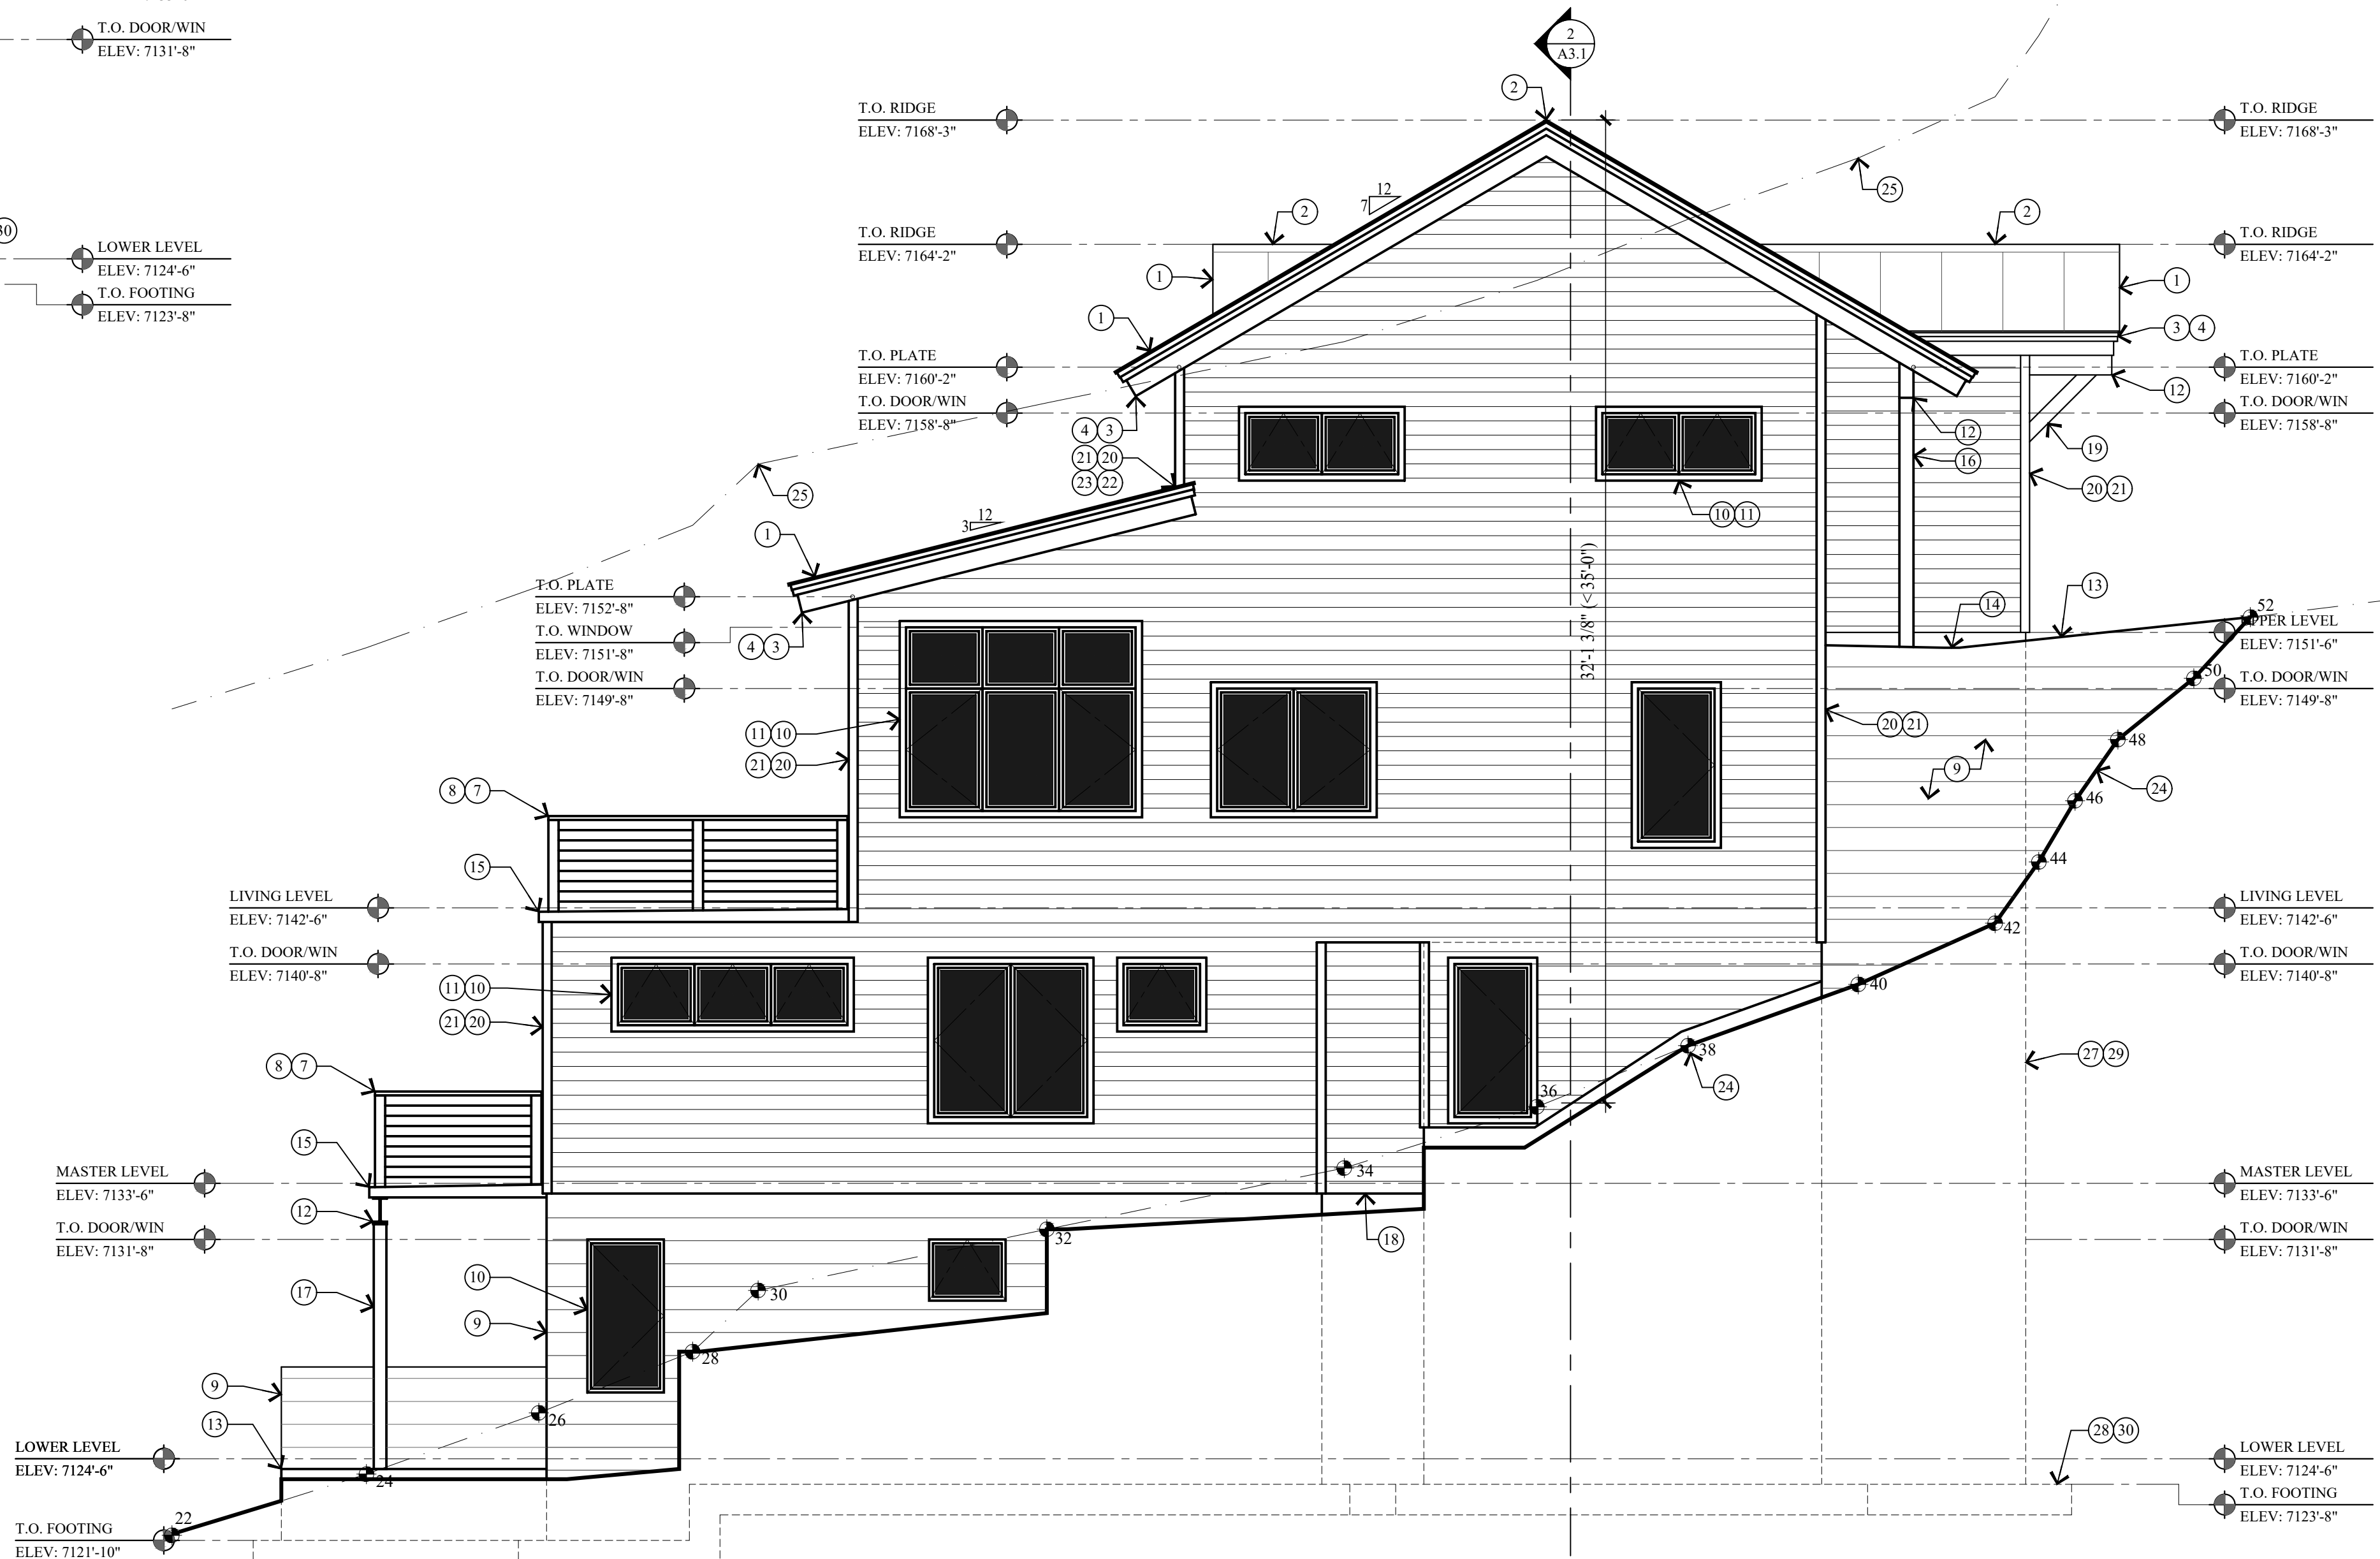 T.O. DOOR/WIN
ELEV: 7131'-8"
30
LOWER LEVEL
ELEV: 7124'-6"
T.O. FOOTING
ELEV: 7123'-8"
2
A3.1
2
T.O. RIDGE
ELEV: 7168'-3"
T.O. RIDGE
ELEV: 7168'-3"
25
12
7
2
2
T.O. RIDGE
ELEV: 7164'-2"
T.O. RIDGE
ELEV: 7164'-2"
1
1
1
3 4
T.O. PLATE
ELEV: 7160'-2"
T.O. PLATE
ELEV: 7160'-2"
12
T.O. DOOR/WIN
ELEV: 7158'-8"
T.O. DOOR/WIN
ELEV: 7158'-8"
4 3
21 20
23 22
12
16
19
20 21
25
10 11
12
3
1
32'-1 3/8" (< 35'-0")
T.O. PLATE
ELEV: 7152'-8"
T.O. WINDOW
ELEV: 7151'-8"
T.O. DOOR/WIN
ELEV: 7149'-8"
4 3
13
14
52
LEVEL
ELEV: 7151'-6"
50
T.O. DOOR/WIN
ELEV: 7149'-8"
11 10
21 20
20 21
48
9
24
46
8 7
44
15
LIVING LEVEL
ELEV: 7142'-6"
LIVING LEVEL
ELEV: 7142'-6"
42
T.O. DOOR/WIN
ELEV: 7140'-8"
T.O. DOOR/WIN
ELEV: 7140'-8"
11 10
21 20
40
38
27 29
8 7
24
36
15
34
MASTER LEVEL
ELEV: 7133'-6"
MASTER LEVEL
ELEV: 7133'-6"
12
T.O. DOOR/WIN
ELEV: 7131'-8"
T.O. DOOR/WIN
ELEV: 7131'-8"
32
18
10
17
30
9
28
9
26
13
28 30
LOWER LEVEL
ELEV: 7124'-6"
LOWER LEVEL
ELEV: 7124'-6"
24
T.O. FOOTING
ELEV: 7123'-8"
22
T.O. FOOTING
ELEV: 7121'-10"